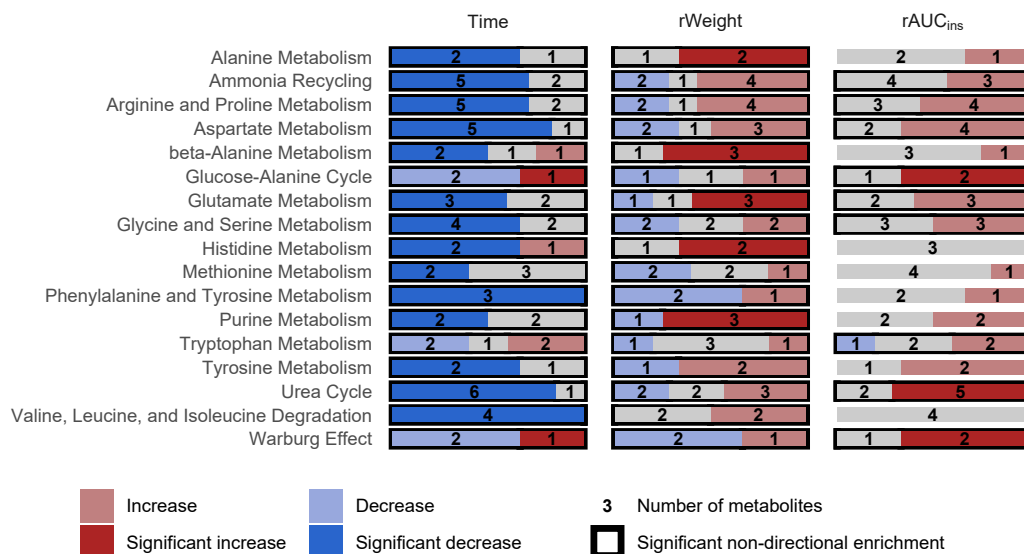 Time rWeight rAUCins
Alanine Metabolism 2 1 1 2 2 1
Ammonia Recycling 5 2 2 1 4 4 3
Arginine and Proline Metabolism 5 2 2 1 4 3 4
Aspartate Metabolism 5 1 2 1 3 2 4
beta-Alanine Metabolism 2 1 1 1 3 3 1
Glucose-Alanine Cycle 2 1 1 1 1 1 2
Glutamate Metabolism 3 2 1 1 3 2 3
Glycine and Serine Metabolism 4 2 2 2 2 3 3
Histidine Metabolism 2 1 1 2 3
Methionine Metabolism 2 3 2 2 1 4 1
Phenylalanine and Tyrosine Metabolism 3 2 1 2 1
Purine Metabolism 2 2 1 3 2 2
Tryptophan Metabolism 2 1 2 1 3 1 1 2 2
Tyrosine Metabolism 2 1 1 2 1 2
Urea Cycle 6 1 2 2 3 2 5
Valine, Leucine, and Isoleucine Degradation 4 2 2 4
Warburg Effect 2 1 2 1 1 2
Increase Decrease 3 Number of metabolites
Significant increase Significant decrease Significant non-directional enrichment